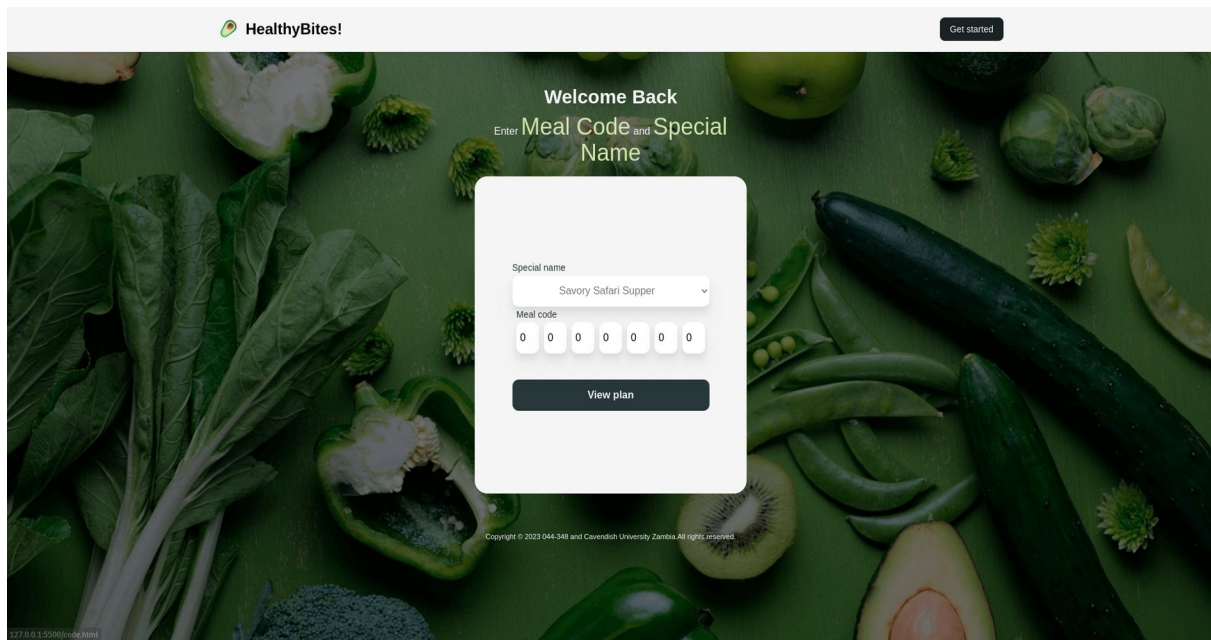 HealthyBites!
Get started
Welcome Back
Enter Meal Code and Special
Name
Special name
Savory Safari Supper
Meal code
0 0 0 0 0 0 0
View plan
Copyright © 2023 044-348 and Cavendish University Zambia.All rights reserved.
127.0.0.1:5500/code.html